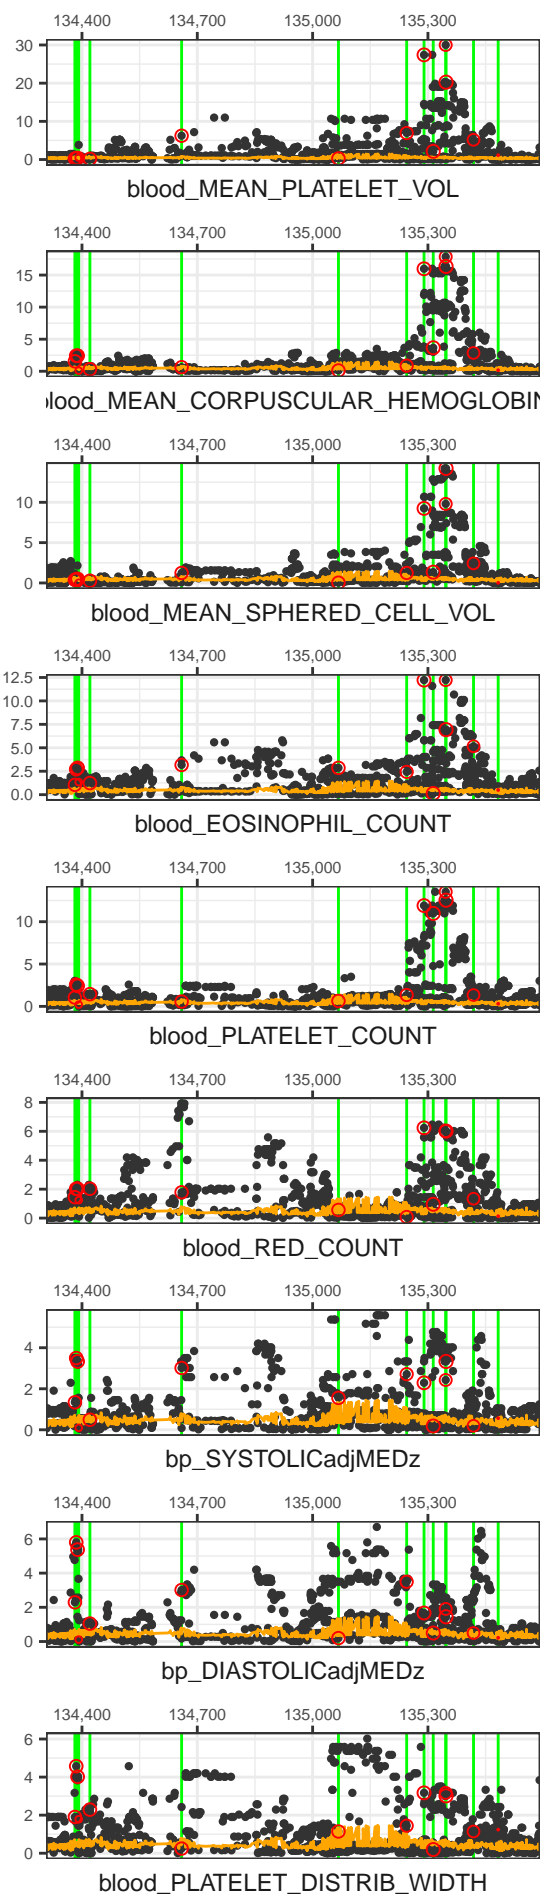 134,400 134,700 135,000 135,300
30
20
10
0
blood_MEAN_PLATELET_VOL
134,400 134,700 135,000 135,300
15
10
5
0
blood_MEAN_CORPUSCULAR_HEMOGLOBIN
134,400 134,700 135,000 135,300
10
5
0
blood_MEAN_SPHERED_CELL_VOL
134,400 134,700 135,000 135,300
12.5
10.0
7.5
5.0
2.5
0.0
blood_EOSINOPHIL_COUNT
134,400 134,700 135,000 135,300
10
5
0
blood_PLATELET_COUNT
134,400 134,700 135,000 135,300
8
6
4
2
0
blood_RED_COUNT
134,400 134,700 135,000 135,300
4
2
0
bp_SYSTOLICadjMEDz
134,400 134,700 135,000 135,300
6
4
2
0
bp_DIASTOLICadjMEDz
134,400 134,700 135,000 135,300
6
4
2
0
blood_PLATELET_DISTRIB_WIDTH